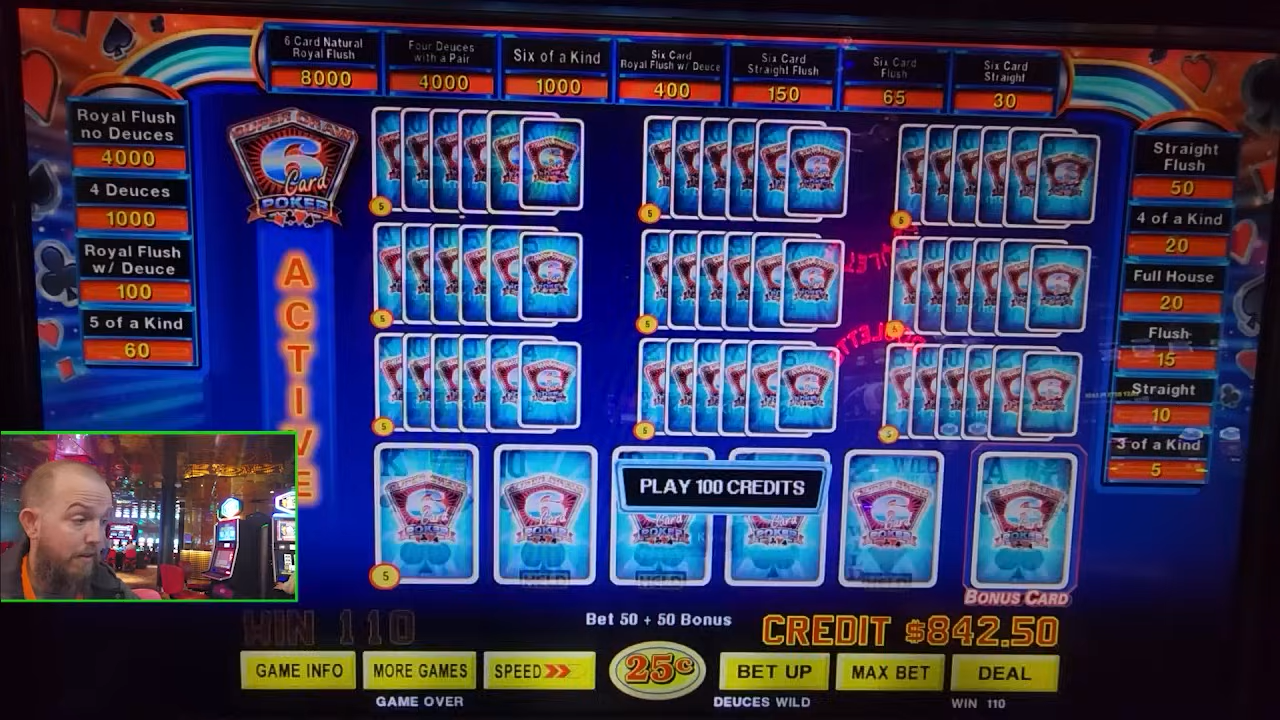 6 Card Natural
Royal Flush
8000
Four Deuces
with a Pair
4000
Six of a Kind
1000
Six Card
Royal Flush w/ Deuce
400
Six Card
Straight Flush
150
Six Card
Flush
65
Six Card
Straight
30
Royal Flush
no Deuces
4000
4 Deuces
1000
Royal Flush
w/ Deuce
100
5 of a Kind
60
SUPER DRAW
6
Card
POKER
ACTIVE
Straight
Flush
50
4 of a Kind
20
Full House
20
Flush
15
Straight
10
3 of a Kind
5
PLAY 100 CREDITS
5
BONUS CARD
WIN 110
Bet 50 + 50 Bonus
CREDIT $842.50
GAME INFO
MORE GAMES
SPEED
25¢
BET UP
MAX BET
DEAL
GAME OVER
DEUCES WILD
WIN 110